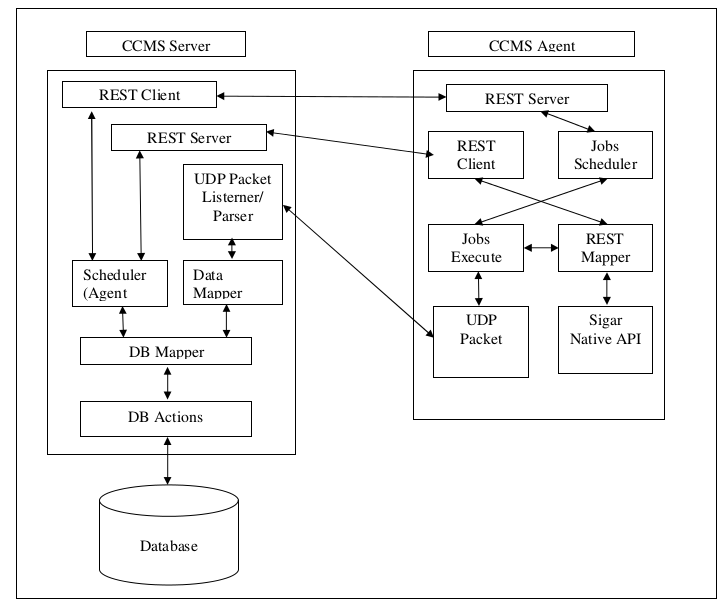 CCMS Server
CCMS Agent
REST Client
REST Server
UDP Packet
Listerner/
Parser
Scheduler
(Agent
Data
Mapper
DB Mapper
DB Actions
Database
REST Server
REST
Client
Jobs
Scheduler
Jobs
Execute
REST
Mapper
UDP
Packet
Sigar
Native API